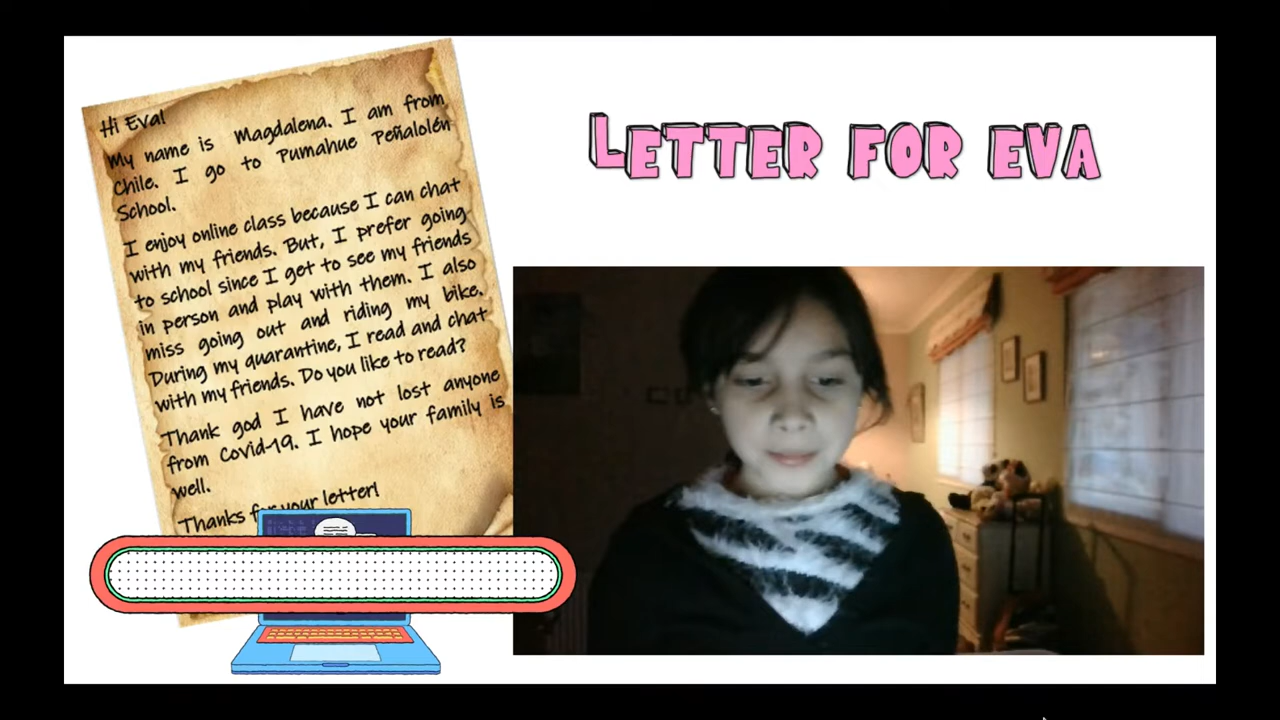 Hi Eva!
My name is Magdalena. I am from
Chile. I go to Pumahue Peñalolén
School.
I enjoy online class because I can chat
with my friends. But, I prefer going
to school since I get to see my friends
in person and play with them. I also
miss going out and riding my bike.
During my quarantine, I read and chat
with my friends. Do you like to read?
Thank god I have not lost anyone
from Covid-19. I hope your family is
well.
Thanks for your letter!
LETTER FOR EVA